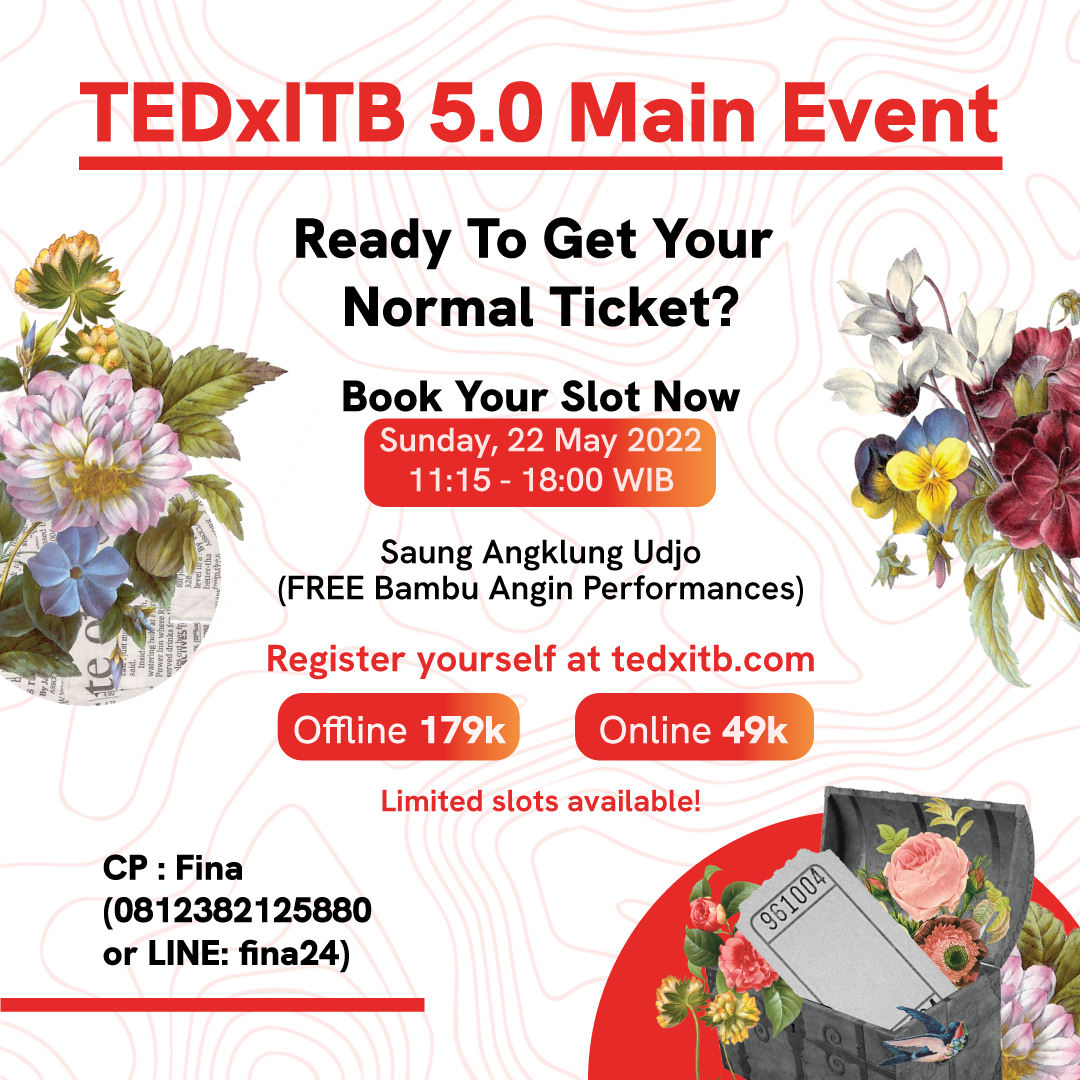 TEDxITB 5.0 Main Event
Ready To Get Your
Normal Ticket?
Book Your Slot Now
Sunday, 22 May 2022
11:15 - 18:00 WIB
Saung Angklung Udjo
(FREE Bambu Angin Performances)
Register yourself at tedxitb.com
Offline 179k
Online 49k
Limited slots available!
CP : Fina
(0812382125880
or LINE: fina24)
961004